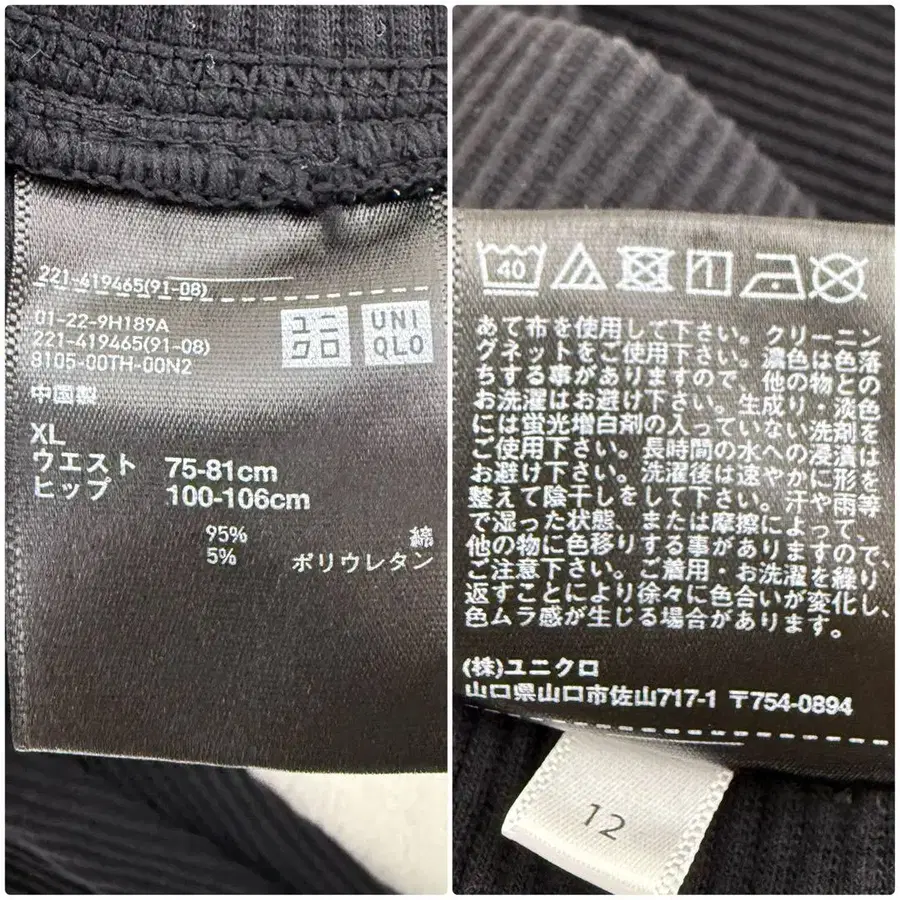 221-419465(91-08)
01-22-9H189A
221-419465(91-08)
8105-00TH-00N2
ユニ
クロ
UNI
QLO
中国製
XL
ウエスト 75-81cm
ヒップ 100-106cm
95% 綿
5% ポリウレタン
40
あて布を使用して下さい。クリーニン
グネットをご使用下さい。濃色は色落
ちする事がありますので、他の物との
お洗濯はお避け下さい。生成り・淡色
には蛍光増白剤の入っていない洗剤を
ご使用下さい。長時間の水への浸漬は
お避け下さい。洗濯後は速やかに形を
整えて陰干しをして下さい。汗や雨等
で湿った状態、または摩擦によって、
他の物に色移りする事がありますので、
ご注意下さい。ご着用・お洗濯を繰り
返すことにより徐々に色合いが変化し、
色ムラ感が生じる場合があります。
(株)ユニクロ
山口県山口市佐山717-1 〒754-0894
12